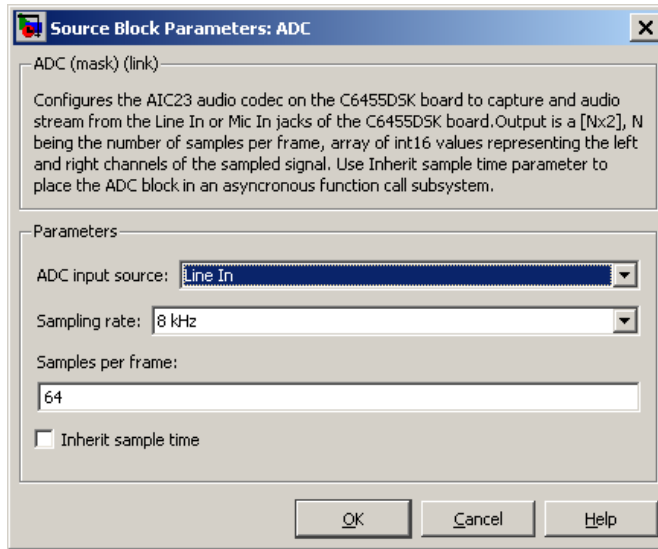 Source Block Parameters: ADC
ADC (mask) (link)
Configures the AIC23 audio codec on the C6455DSK board to capture and audio
stream from the Line In or Mic In jacks of the C6455DSK board.Output is a [Nx2], N
being the number of samples per frame, array of int16 values representing the left
and right channels of the sampled signal. Use Inherit sample time parameter to
place the ADC block in an asyncronous function call subsystem.
Parameters
ADC input source: Line In
Sampling rate: 8 kHz
Samples per frame:
64
Inherit sample time
OK Cancel Help